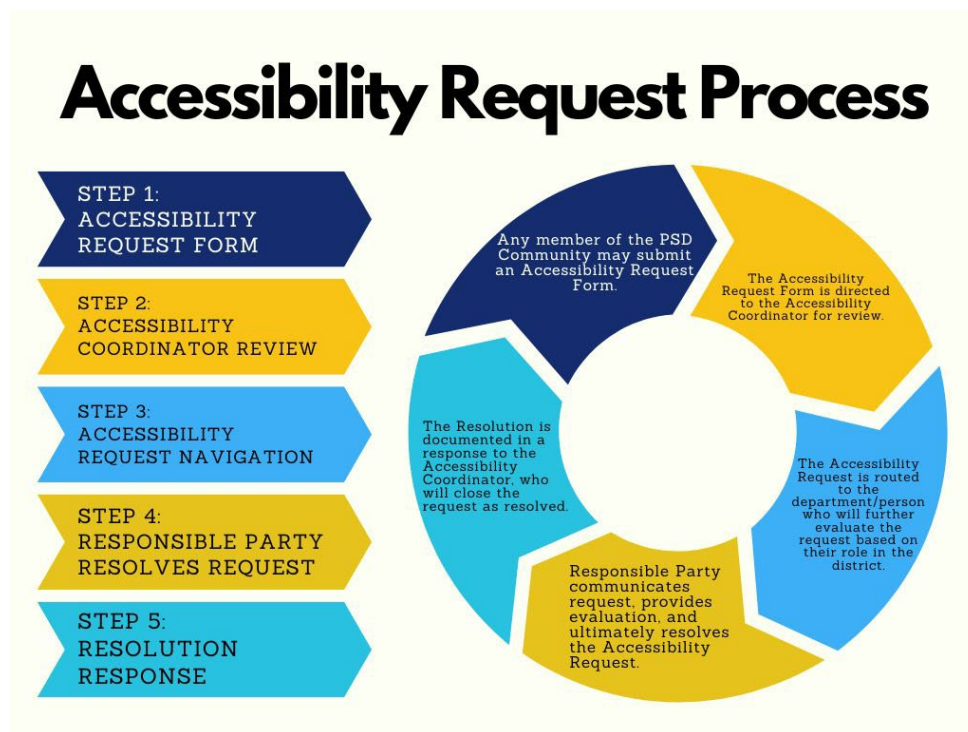 Accessibility Request Process
STEP 1:
ACCESSIBILITY
REQUEST FORM
STEP 2:
ACCESSIBILITY
COORDINATOR REVIEW
STEP 3:
ACCESSIBILITY
REQUEST NAVIGATION
STEP 4:
RESPONSIBLE PARTY
RESOLVES REQUEST
STEP 5:
RESOLUTION
RESPONSE
Any member of the PSD
Community may submit
an Accessibility Request
Form.
The Accessibility
Request Form is directed
to the Accessibility
Coordinator for review.
The Accessibility
Request is routed
to the
department/person
who will further
evaluate the
request based on
their role in the
district.
Responsible Party
communicates
request, provides
evaluation, and
ultimately resolves
the Accessibility
Request.
The Resolution is
documented in a
response to the
Accessibility
Coordinator, who
will close the
request as resolved.